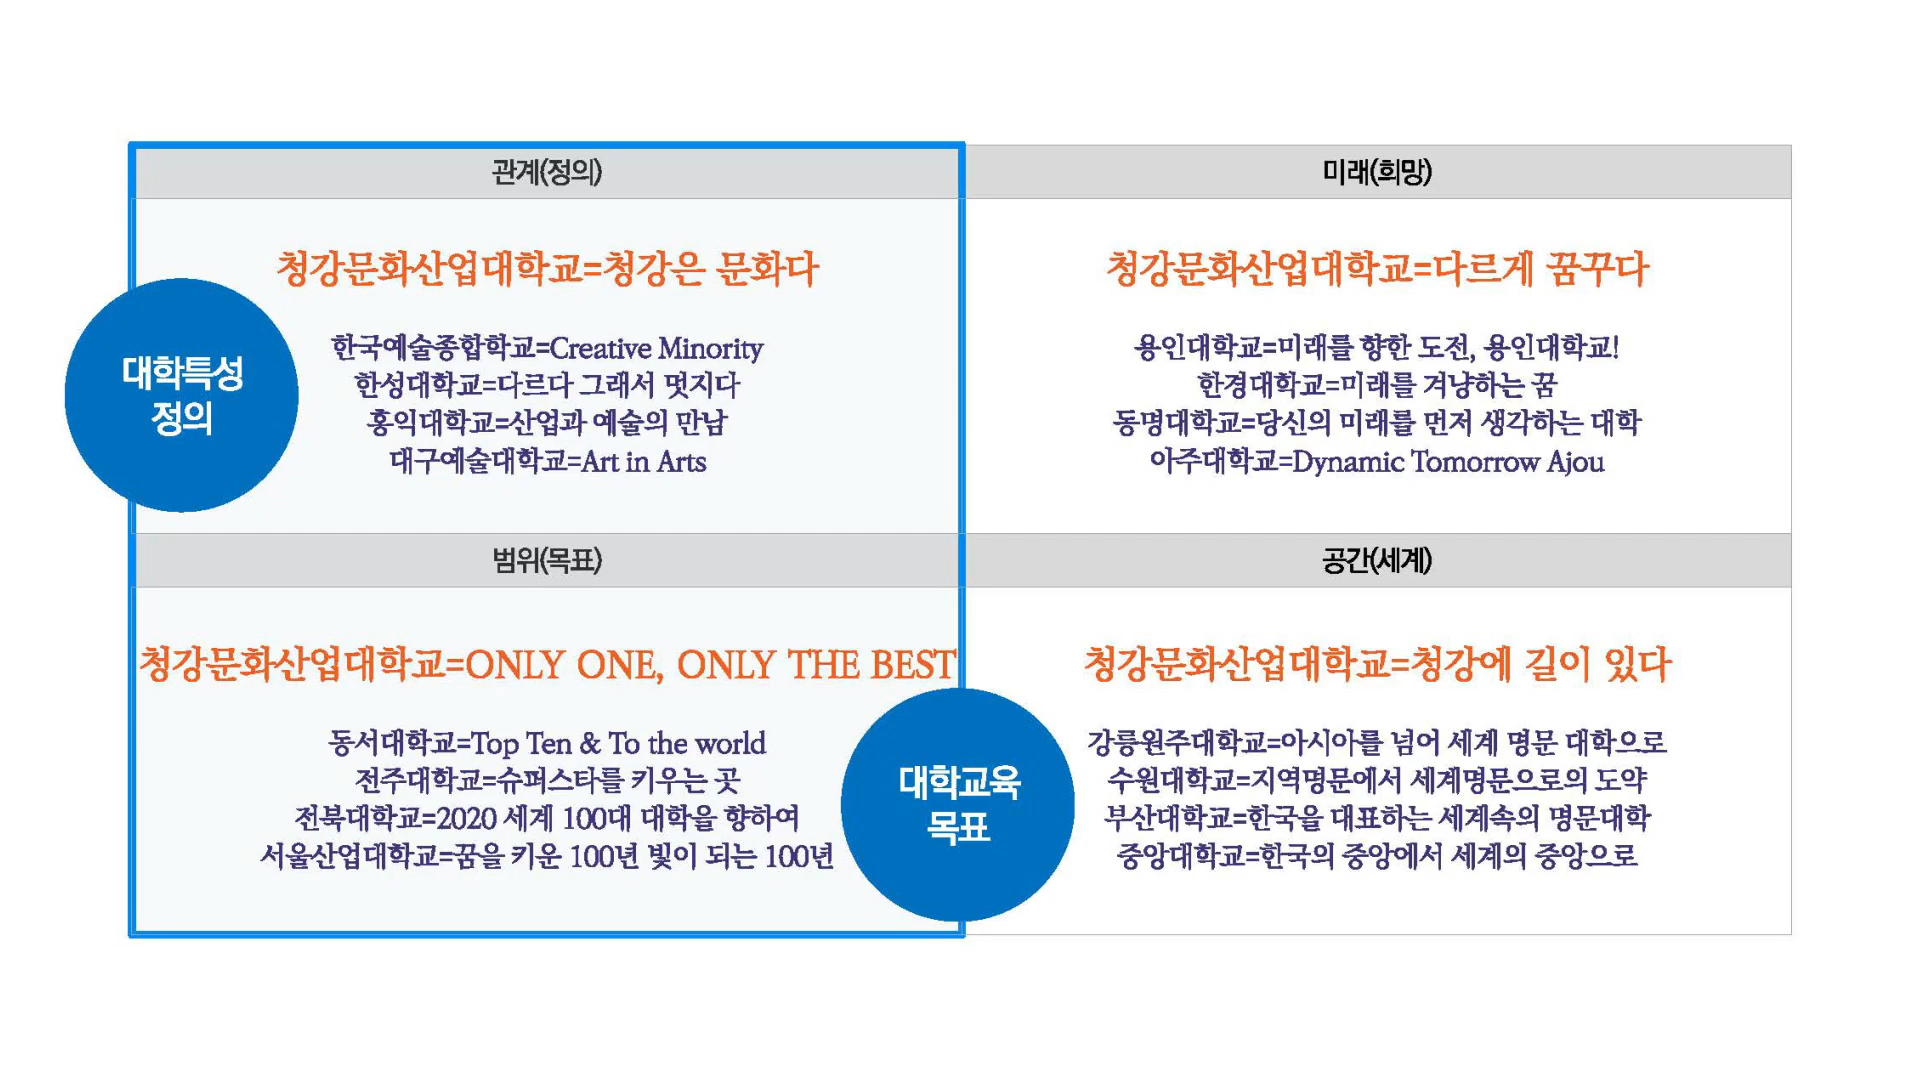 관계(정의)
청강문화산업대학교=청강은 문화다
한국예술종합학교=Creative Minority
한성대학교=다르다 그래서 멋지다
홍익대학교=산업과 예술의 만남
대구예술대학교=Art in Arts
대학특성
정의
미래(희망)
청강문화산업대학교=다르게 꿈꾸다
용인대학교=미래를 향한 도전, 용인대학교!
한경대학교=미래를 겨냥하는 꿈
동명대학교=당신의 미래를 먼저 생각하는 대학
아주대학교=Dynamic Tomorrow Ajou
범위(목표)
청강문화산업대학교=ONLY ONE, ONLY THE BEST
동서대학교=Top Ten & To the world
전주대학교=슈퍼스타를 키우는 곳
전북대학교=2020 세계 100대 대학을 향하여
서울산업대학교=꿈을 키운 100년 빛이 되는 100년
대학교육
목표
공간(세계)
청강문화산업대학교=청강에 길이 있다
강릉원주대학교=아시아를 넘어 세계 명문 대학으로
수원대학교=지역명문에서 세계명문으로의 도약
부산대학교=한국을 대표하는 세계속의 명문대학
중앙대학교=한국의 중앙에서 세계의 중앙으로